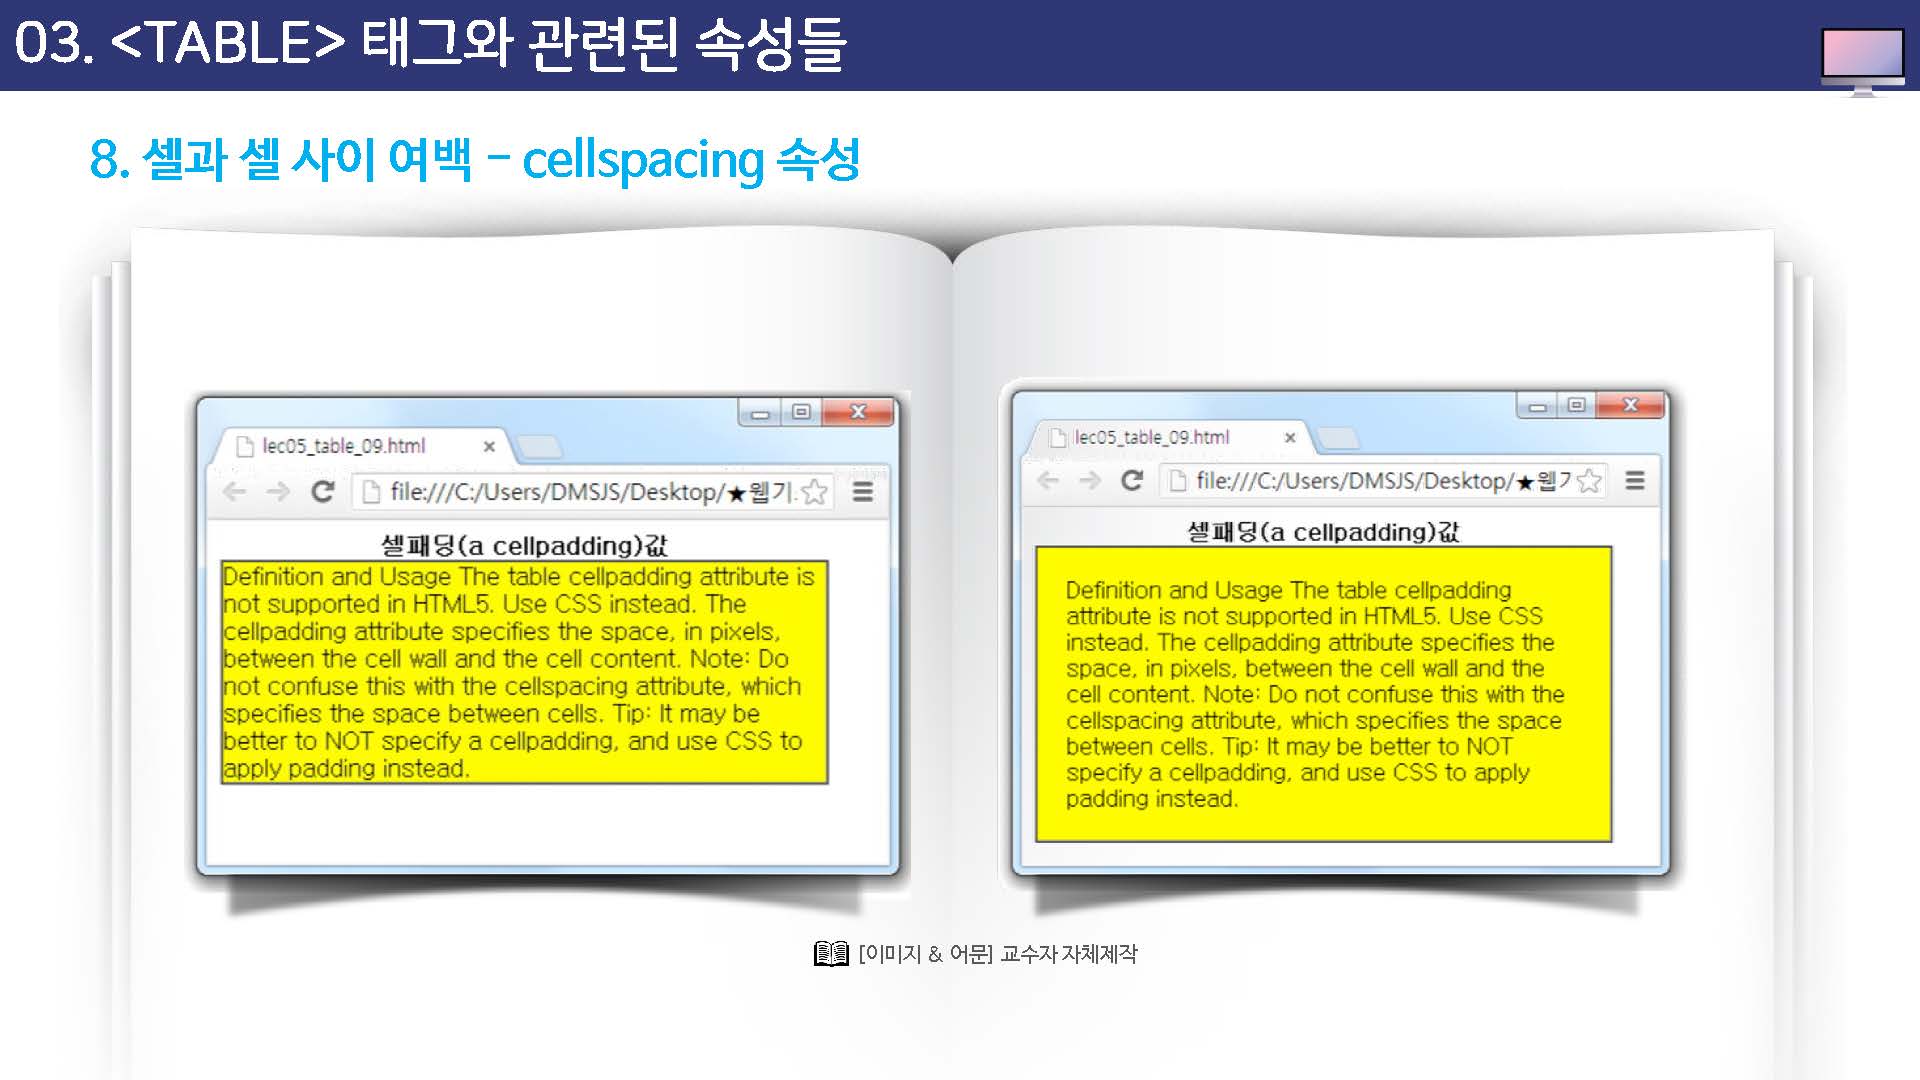 03. <TABLE> 태그와 관련된 속성들
8. 셀과 셀 사이 여백 - cellspacing 속성
lec05_table_09.html
file:///C:/Users/DMSJS/Desktop/★웹기
셀패딩(a cellpadding)값
Definition and Usage The table cellpadding attribute is
not supported in HTML5. Use CSS instead. The
cellpadding attribute specifies the space, in pixels,
between the cell wall and the cell content. Note: Do
not confuse this with the cellspacing attribute, which
specifies the space between cells. Tip: It may be
better to NOT specify a cellpadding, and use CSS to
apply padding instead.
lec05_table_09.html
file:///C:/Users/DMSJS/Desktop/★웹기
셀패딩(a cellpadding)값
Definition and Usage The table cellpadding
attribute is not supported in HTML5. Use CSS
instead. The cellpadding attribute specifies the
space, in pixels, between the cell wall and the
cell content. Note: Do not confuse this with the
cellspacing attribute, which specifies the space
between cells. Tip: It may be better to NOT
specify a cellpadding, and use CSS to apply
padding instead.
[이미지 & 어문] 교수자 자체제작